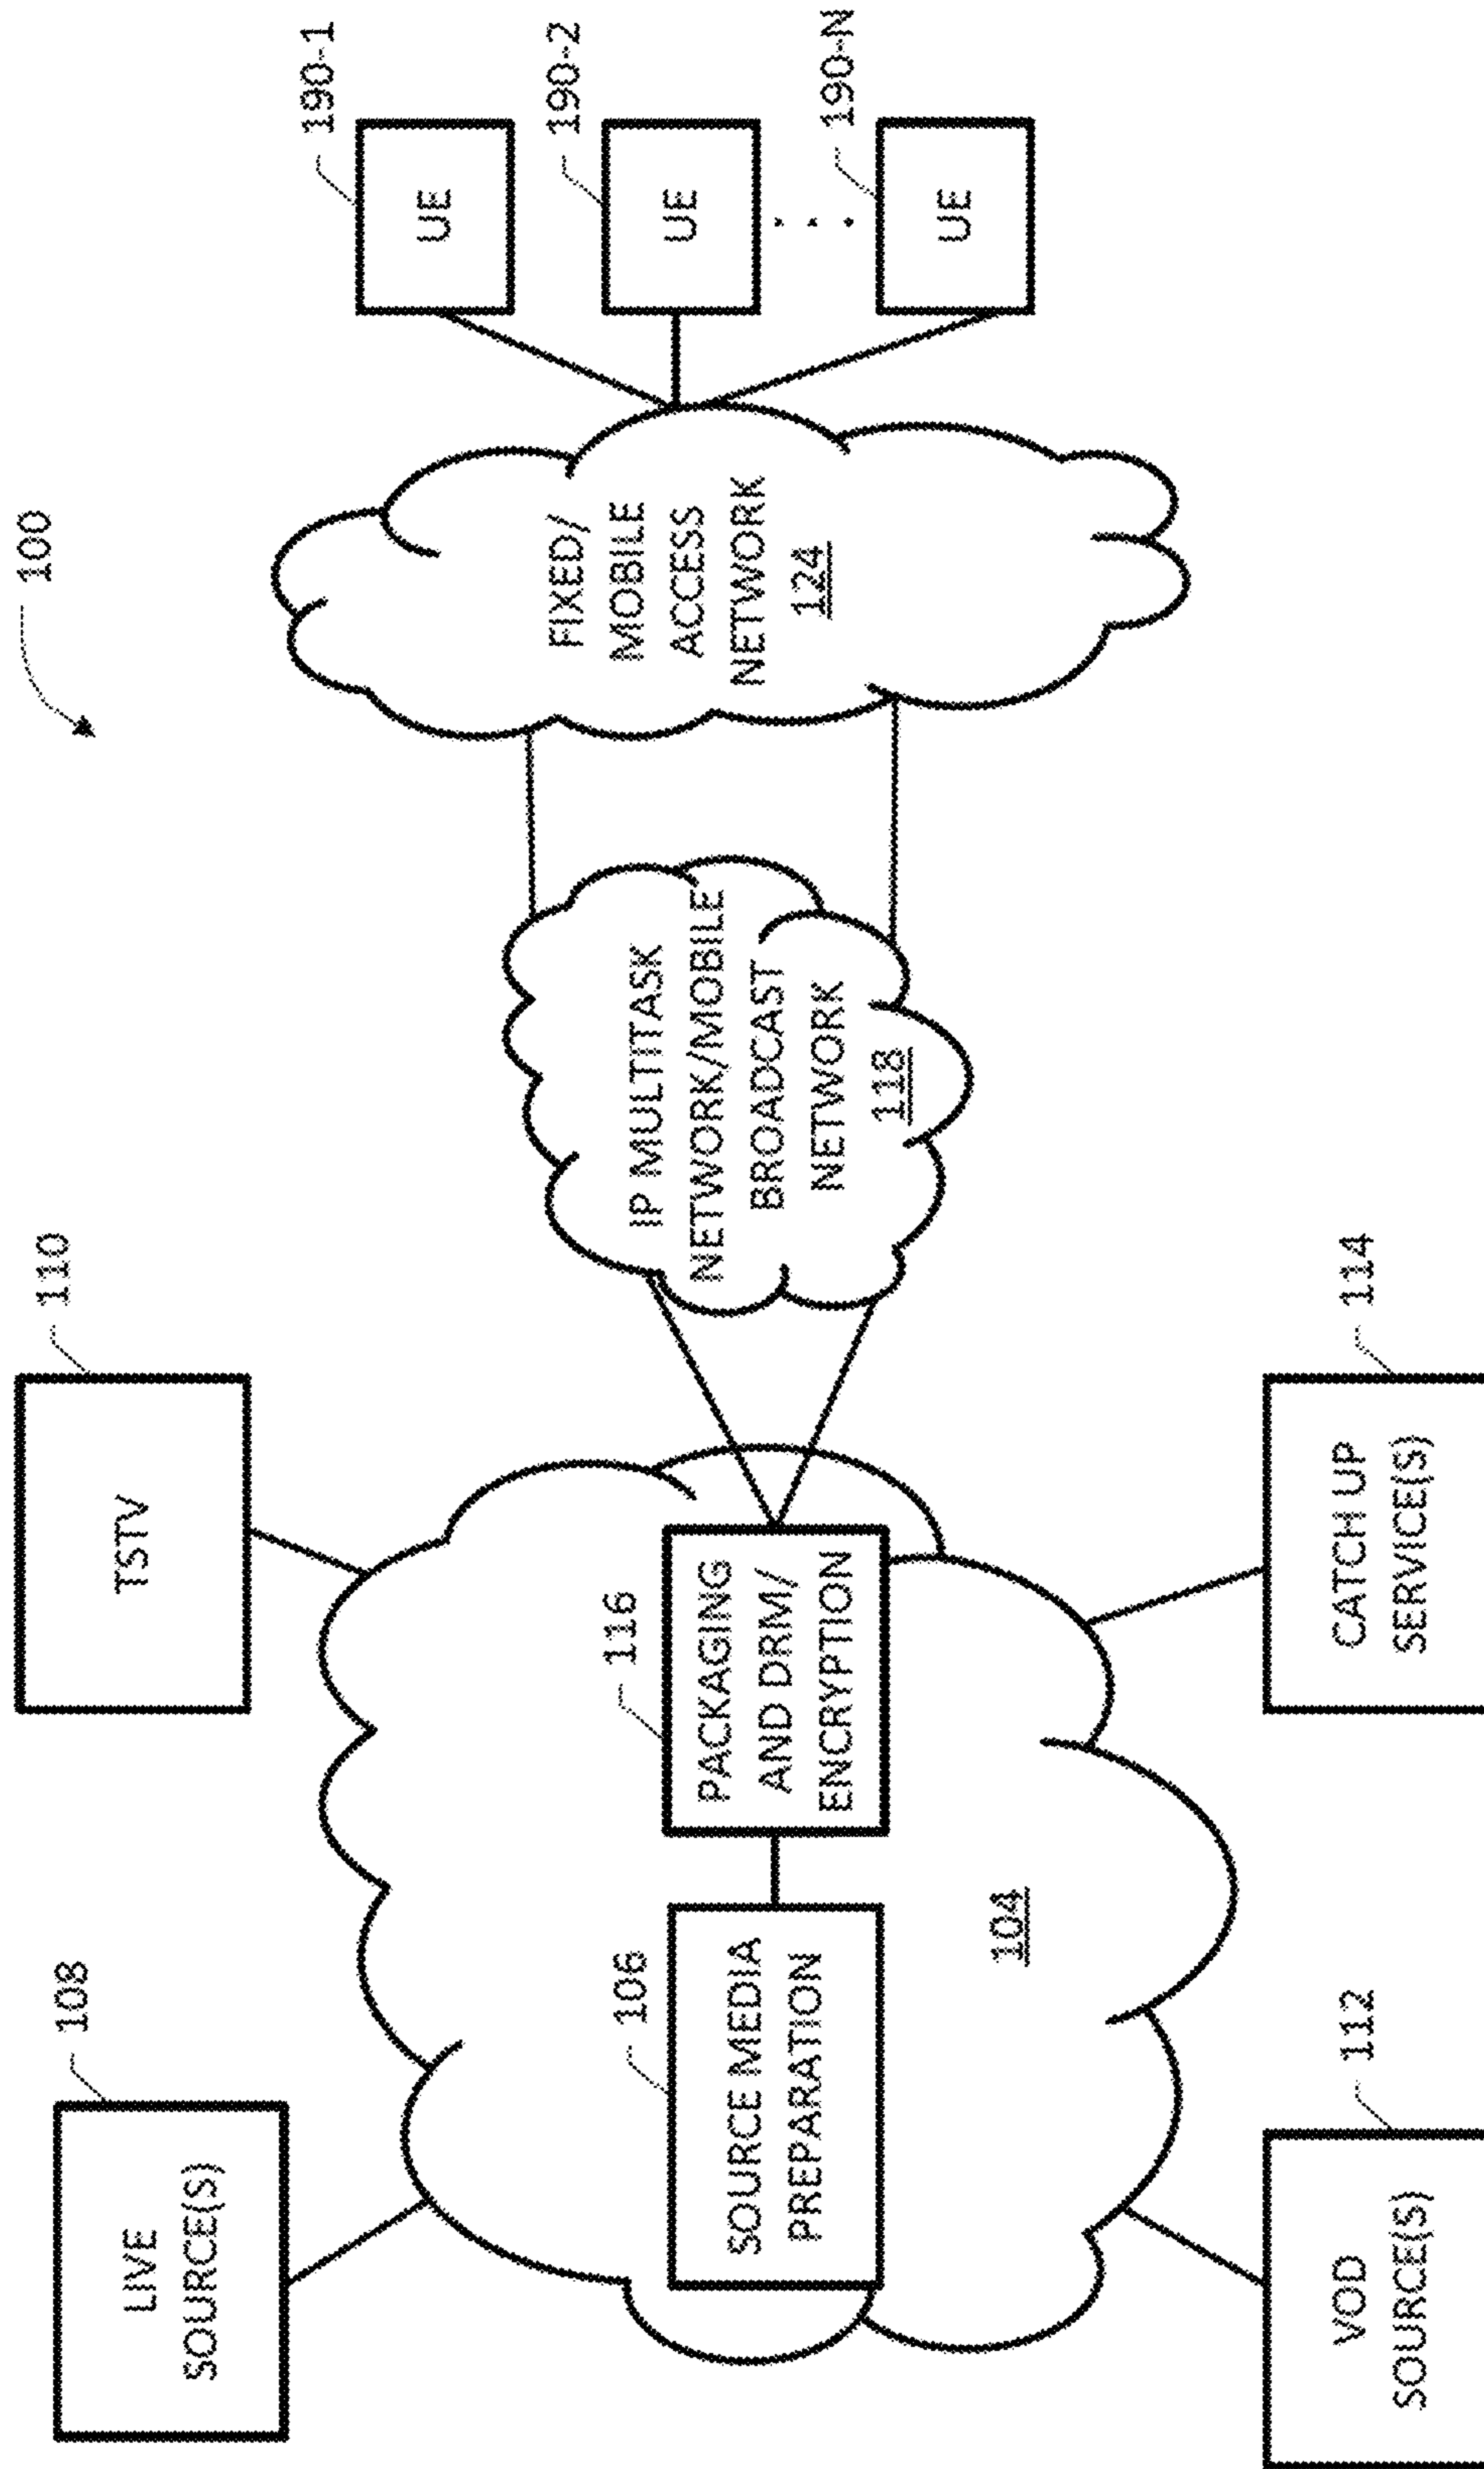 100
108
LIVE
SOURCE(S)
110
TSTV
106
SOURCE MEDIA
PREPARATION
116
PACKAGING
AND DRM/
ENCRYPTION
104
112
VOD
SOURCE(S)
114
CATCH UP
SERVICE(S)
IP MULTITASK
NETWORK/MOBILE
BROADCAST
NETWORK
118
FIXED/
MOBILE
ACCESS
NETWORK
124
190-1
UE
190-2
UE
190-N
UE